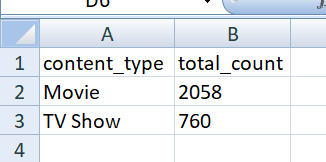 D6
A B
1 content_type total_count
2 Movie 2058
3 TV Show 760
4